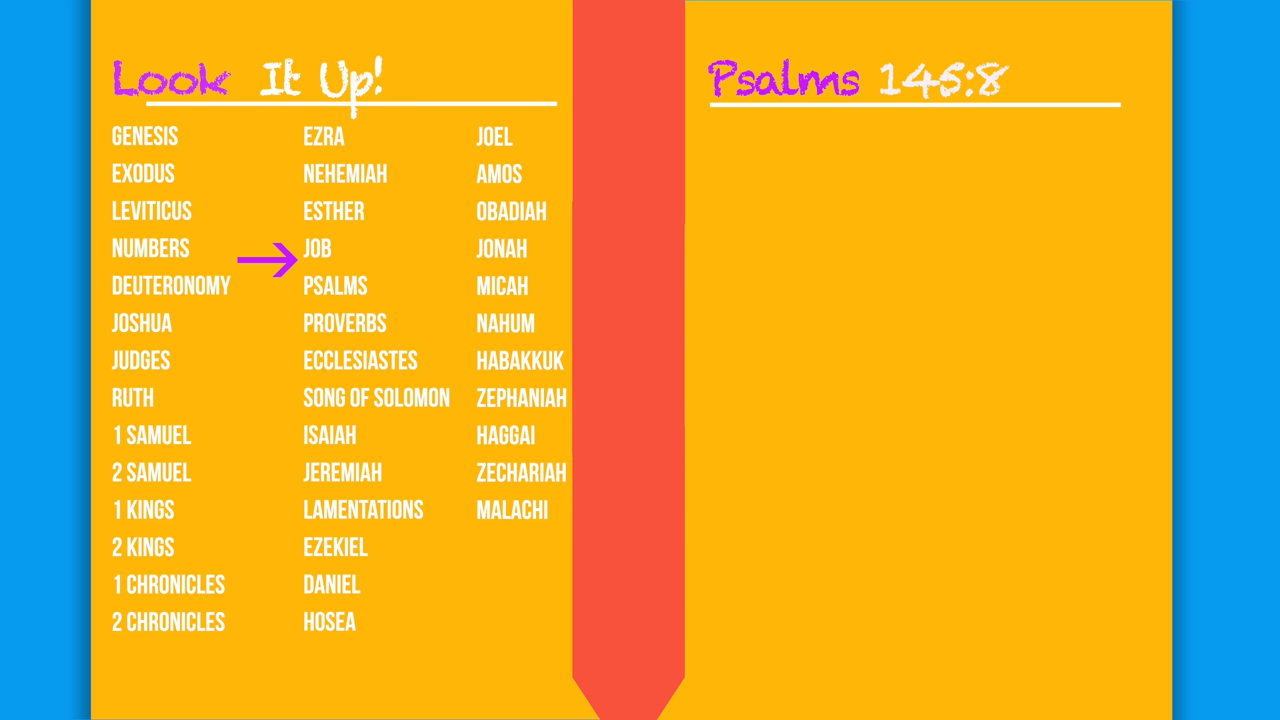 Look It Up!
GENESIS
EXODUS
LEVITICUS
NUMBERS
DEUTERONOMY
JOSHUA
JUDGES
RUTH
1 SAMUEL
2 SAMUEL
1 KINGS
2 KINGS
1 CHRONICLES
2 CHRONICLES
EZRA
NEHEMIAH
ESTHER
JOB
PSALMS
PROVERBS
ECCLESIASTES
SONG OF SOLOMON
ISAIAH
JEREMIAH
LAMENTATIONS
EZEKIEL
DANIEL
HOSEA
JOEL
AMOS
OBADIAH
JONAH
MICAH
NAHUM
HABAKKUK
ZEPHANIAH
HAGGAI
ZECHARIAH
MALACHI
Psalms 145:8